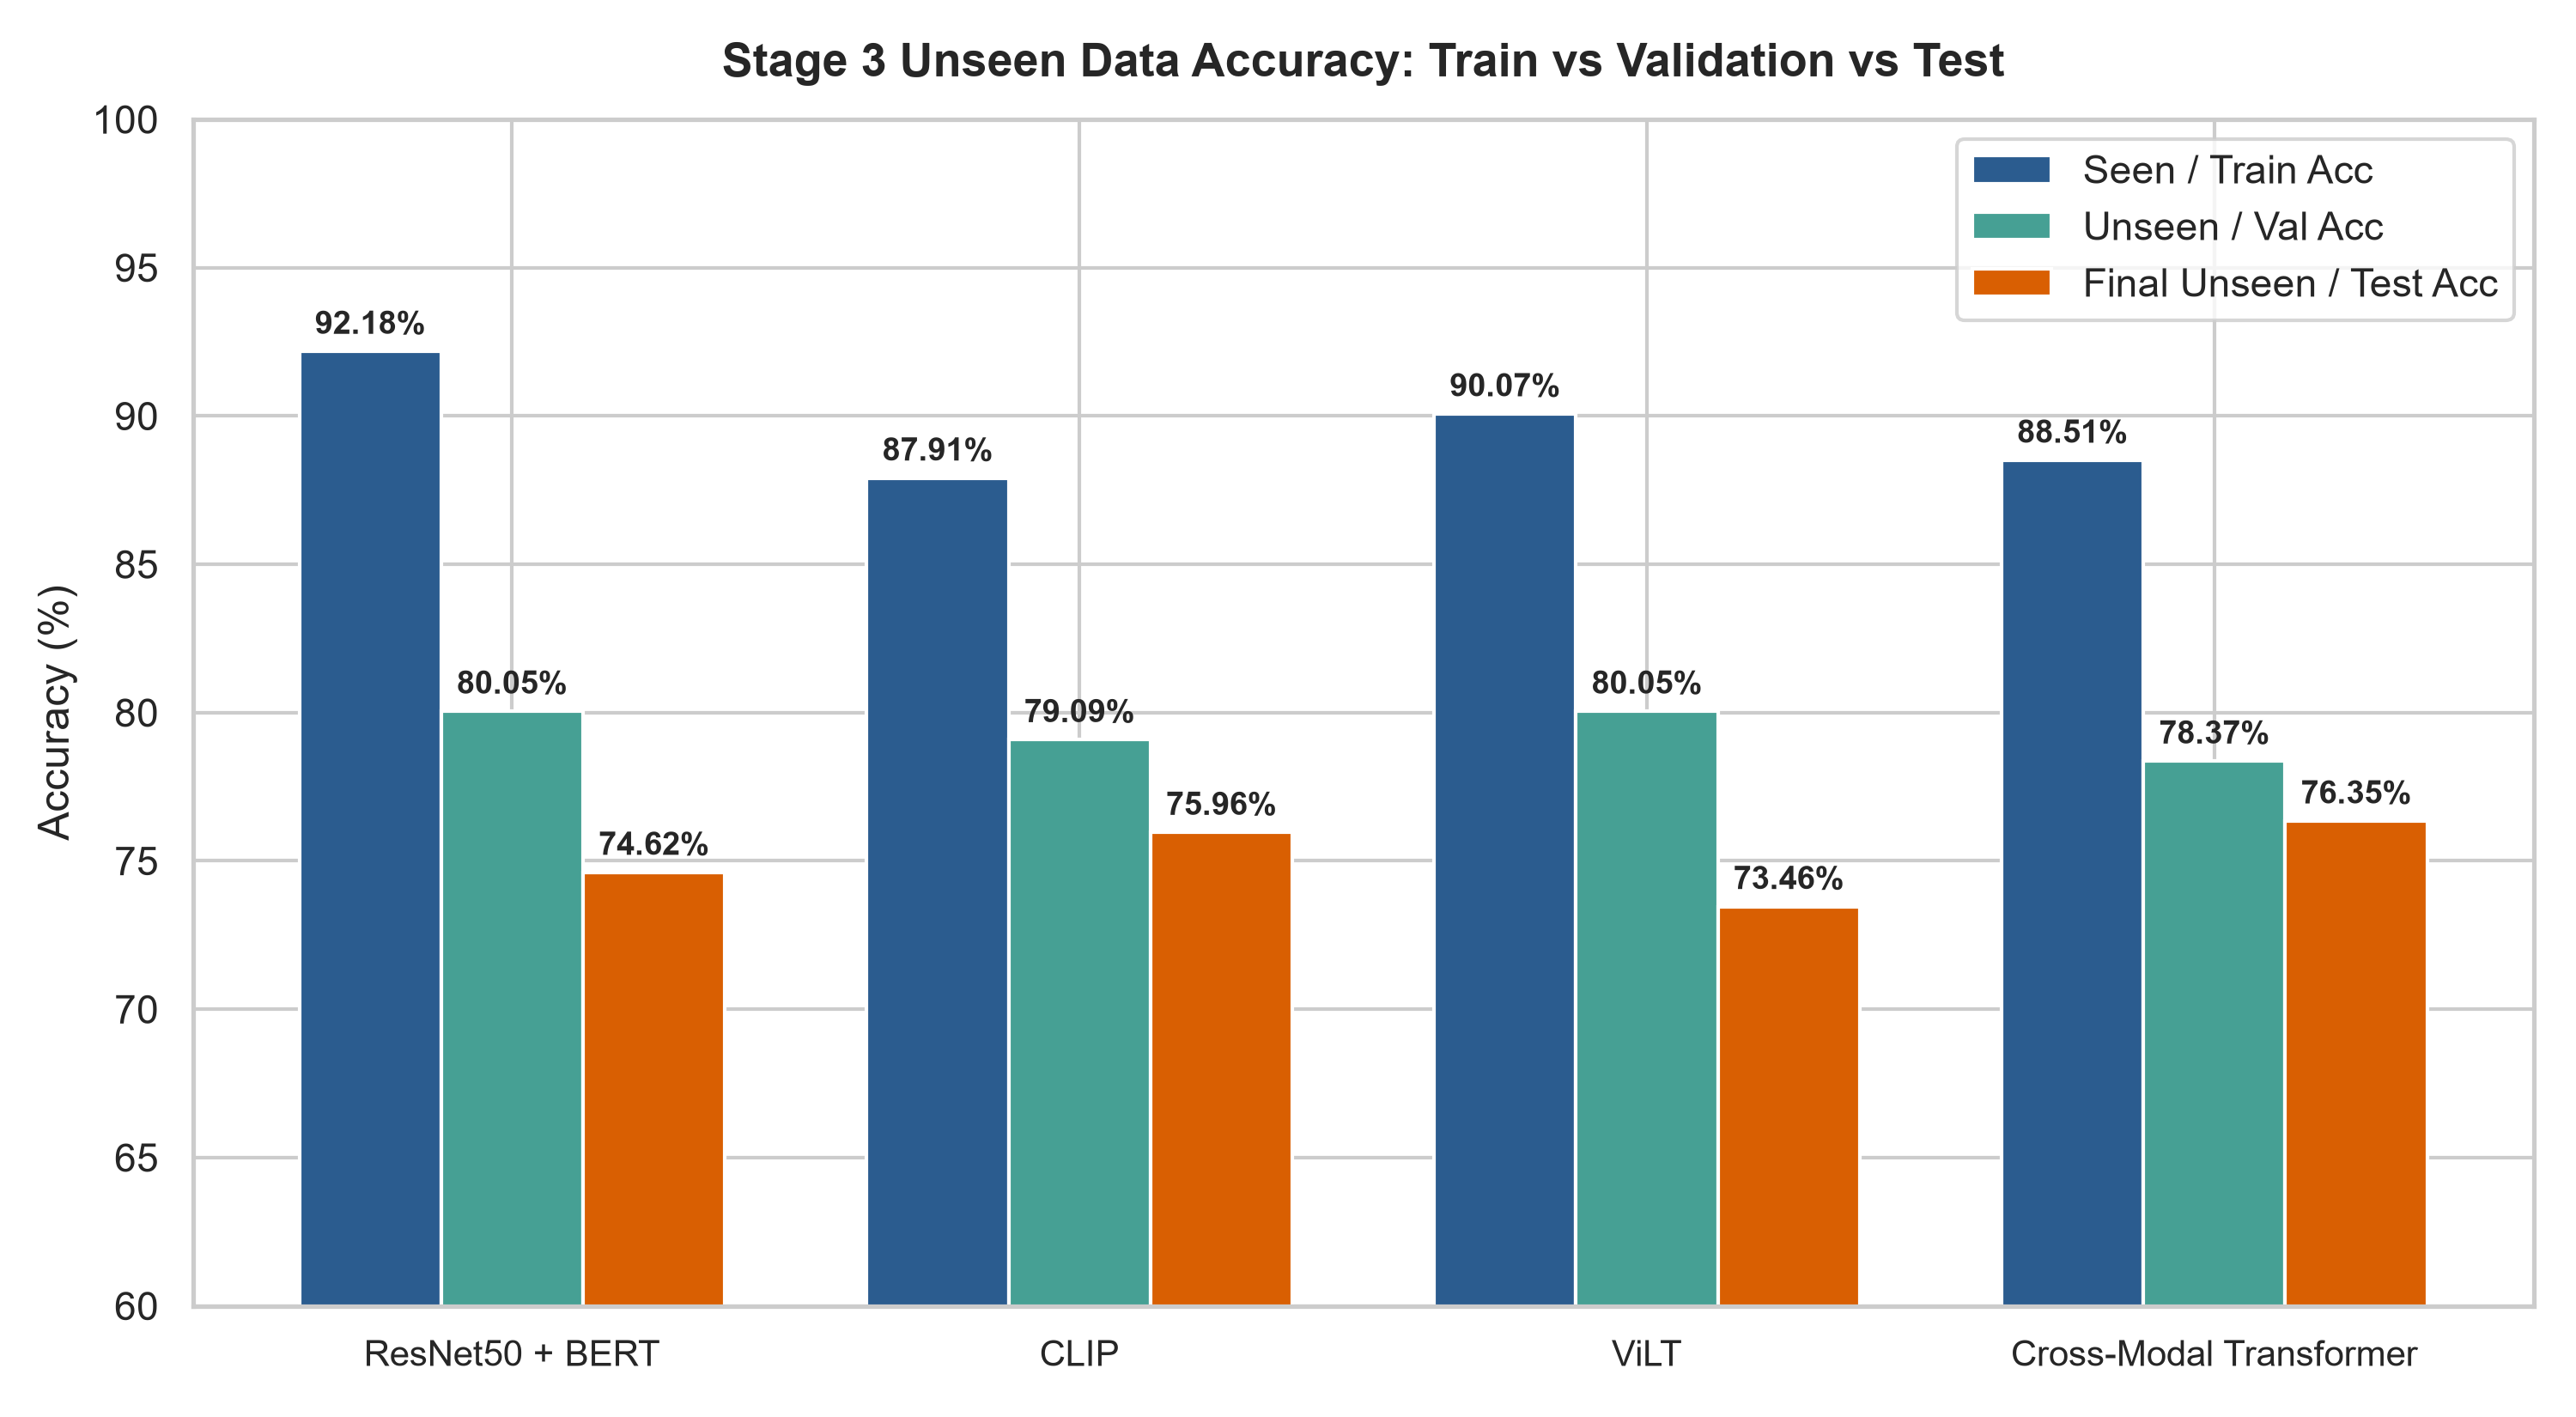 Stage 3 Unseen Data Accuracy: Train vs Validation vs Test
Accuracy (%)
100
95
90
85
80
75
70
65
60
Seen / Train Acc
Unseen / Val Acc
Final Unseen / Test Acc
92.18%
80.05%
74.62%
87.91%
79.09%
75.96%
90.07%
80.05%
73.46%
88.51%
78.37%
76.35%
ResNet50 + BERT
CLIP
ViLT
Cross-Modal Transformer